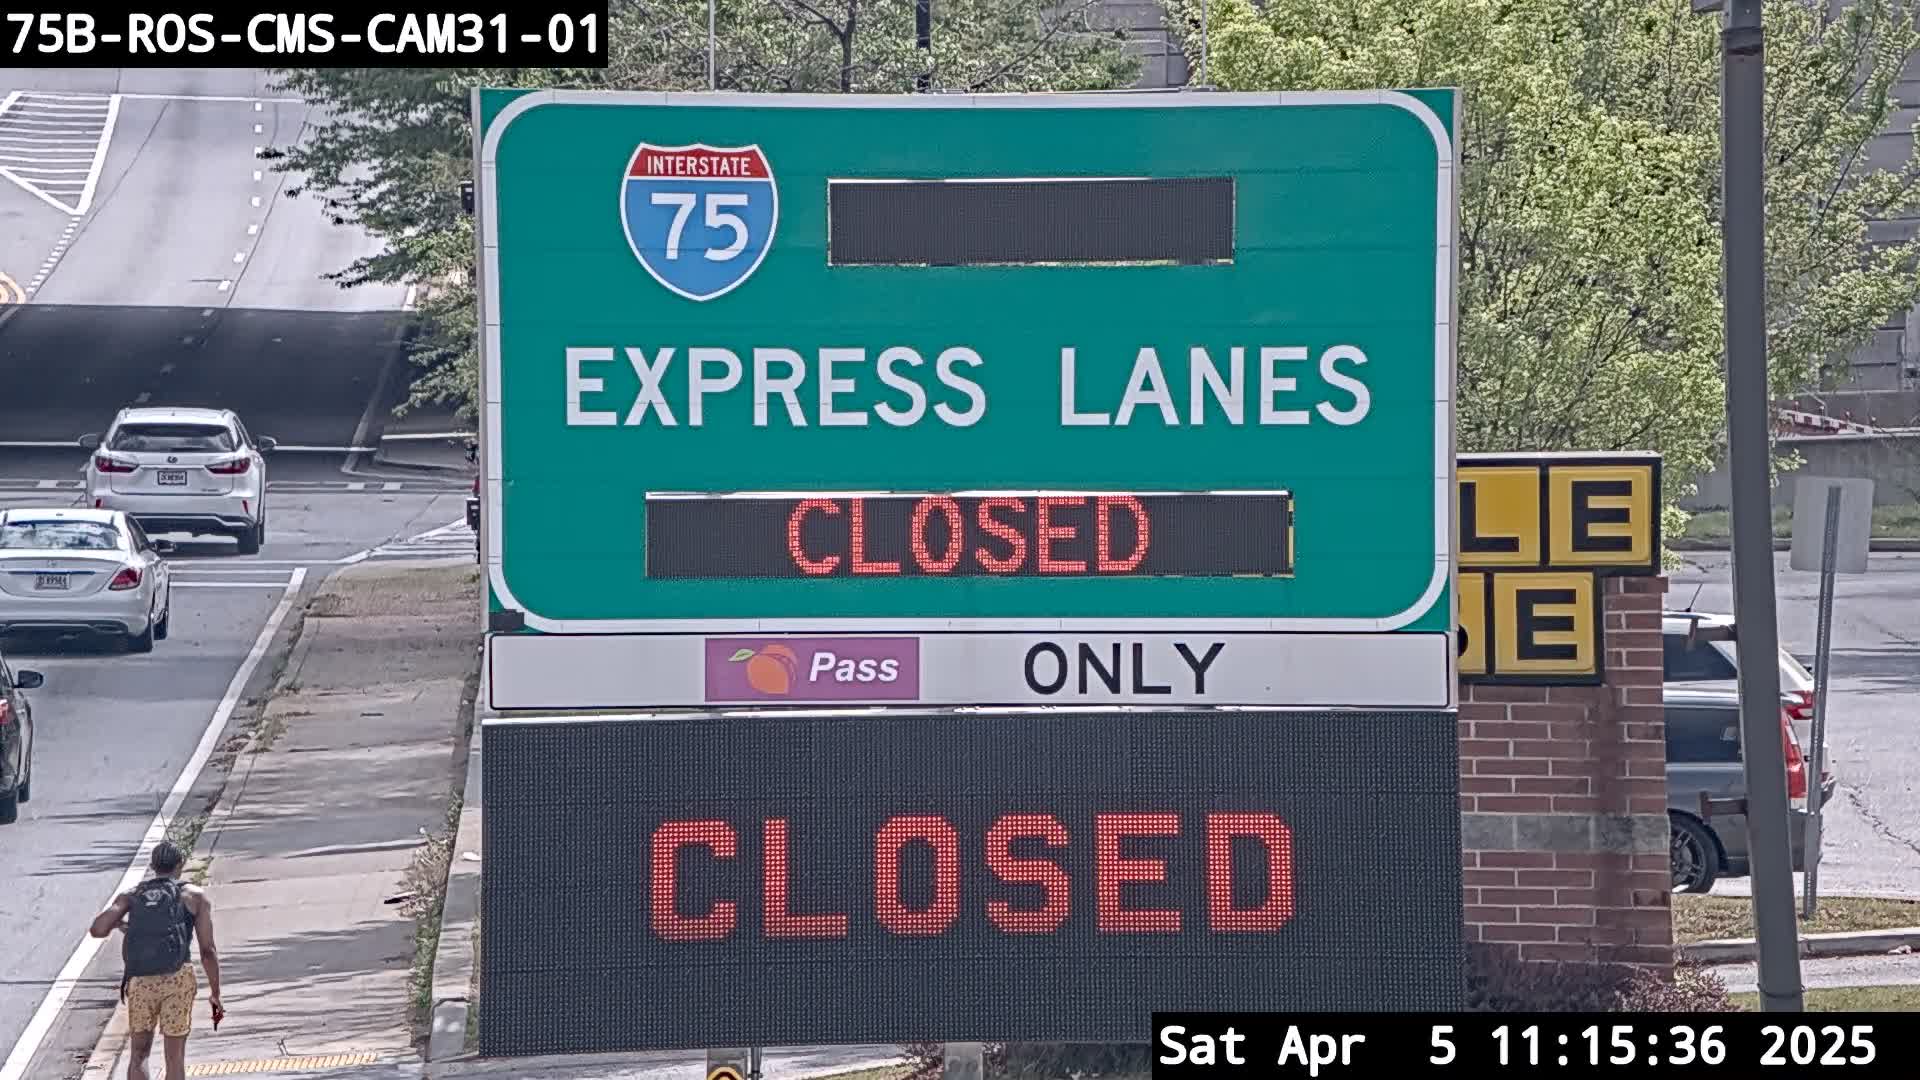 75B-ROS-CMS-CAM31-01
INTERSTATE
75
EXPRESS LANES
CLOSED
Pass ONLY
CLOSED
LE
E
Sat Apr 5 11:15:36 2025